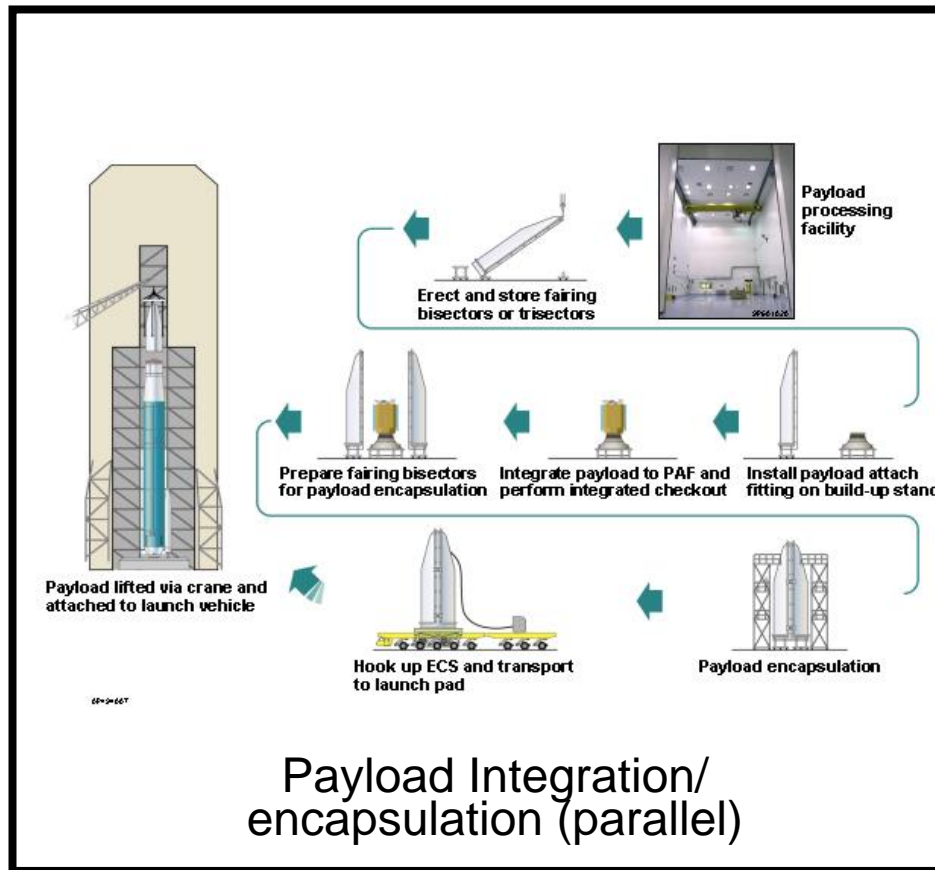 Payload
processing
facility
Erect and store fairing
bisectors or trisectors
Prepare fairing bisectors
for payload encapsulation
Integrate payload to PAF and
perform integrated checkout
Install payload attach
fitting on build-up stand
Payload lifted via crane and
attached to launch vehicle
Hook up ECS and transport
to launch pad
Payload encapsulation
Payload Integration/
encapsulation (parallel)